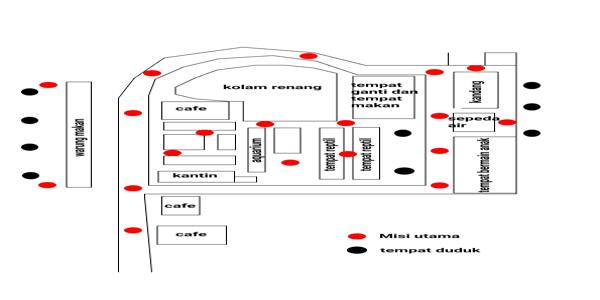 kolam renang
tempat
ganti dan
tempat
makan
kandang
cafe
sepeda
air
warung makan
aquarium
tempat reptil
tempat reptil
tempat bermain anak
kantin
cafe
cafe
Misi utama
tempat duduk